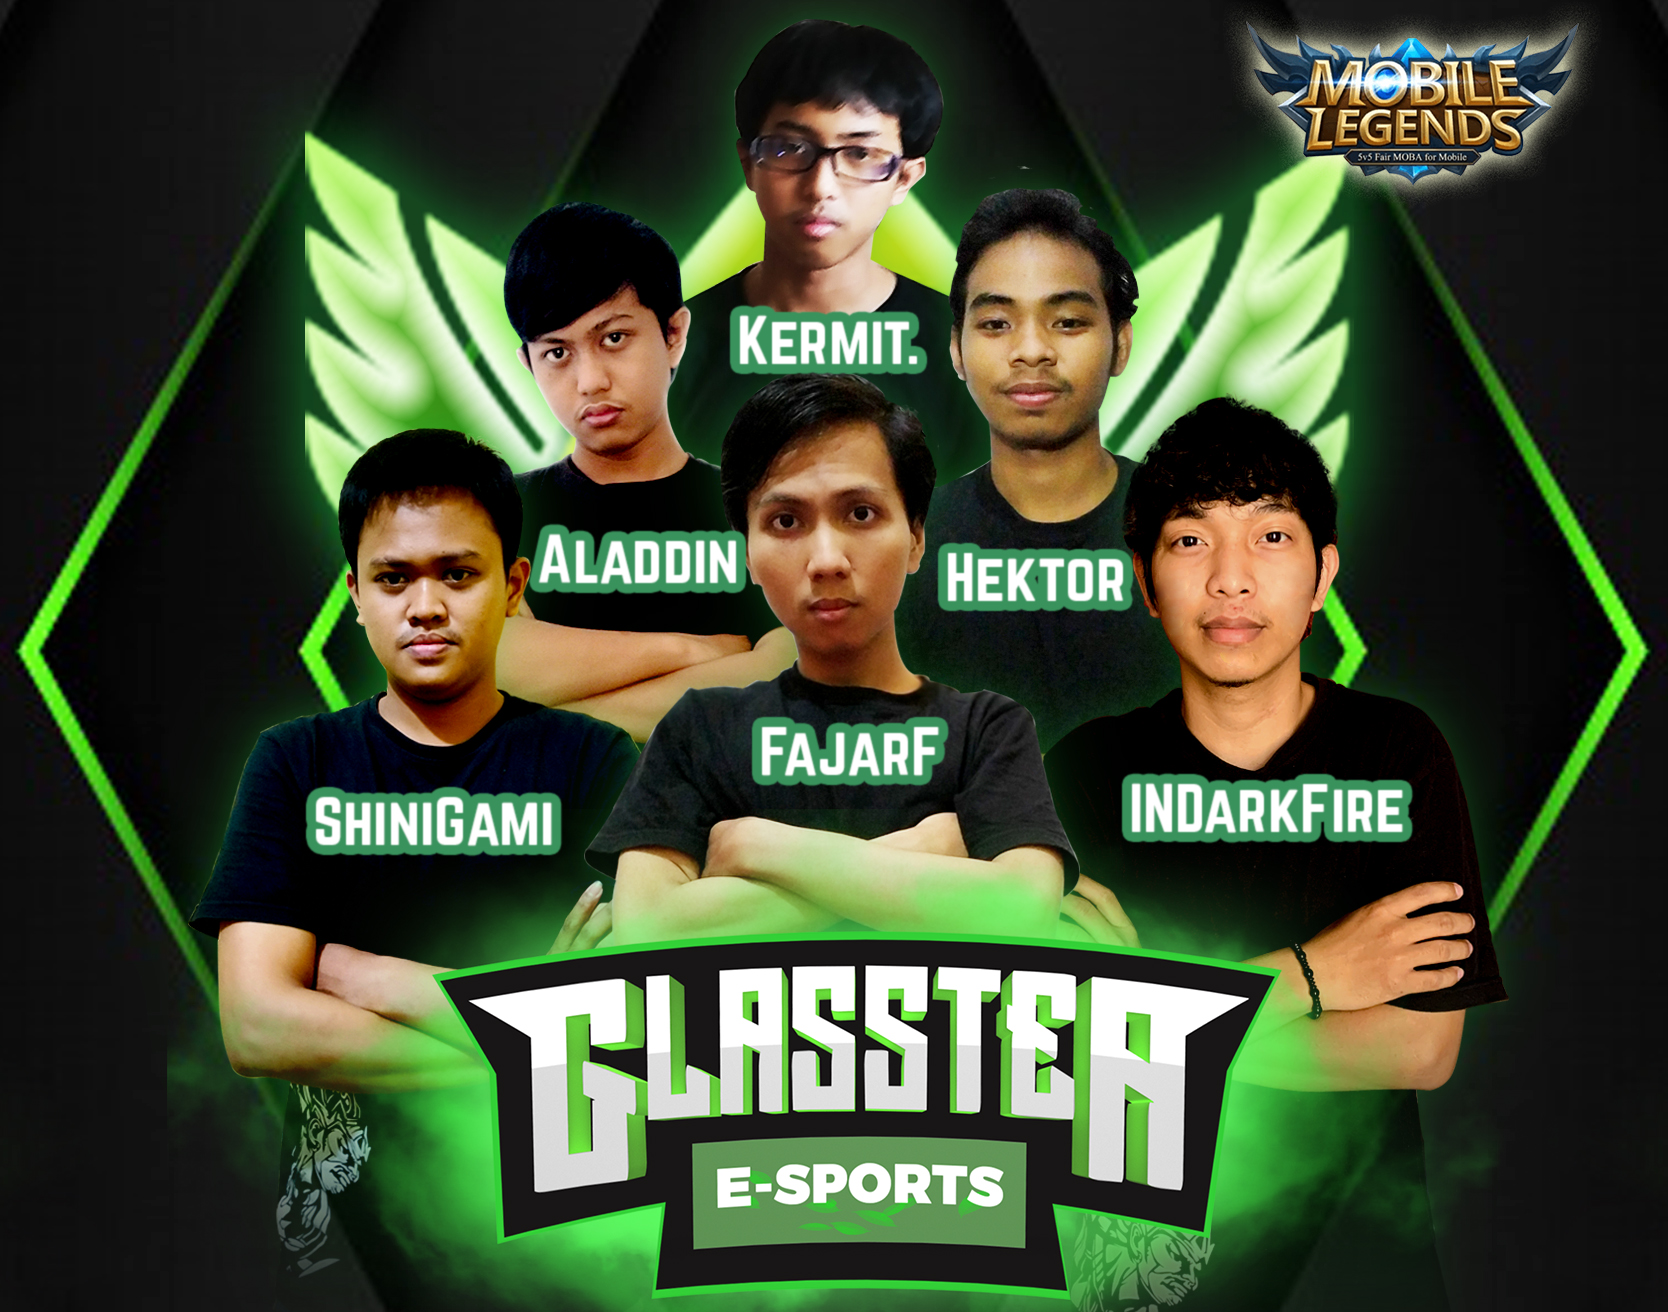 MOBILE
LEGENDS
5v5 Fair MOBA for Mobile
KERMIT.
ALADDIN
HEKTOR
FAJARF
SHINIGAMI
INDARKFIRE
GLASSTEA
E-SPORTS